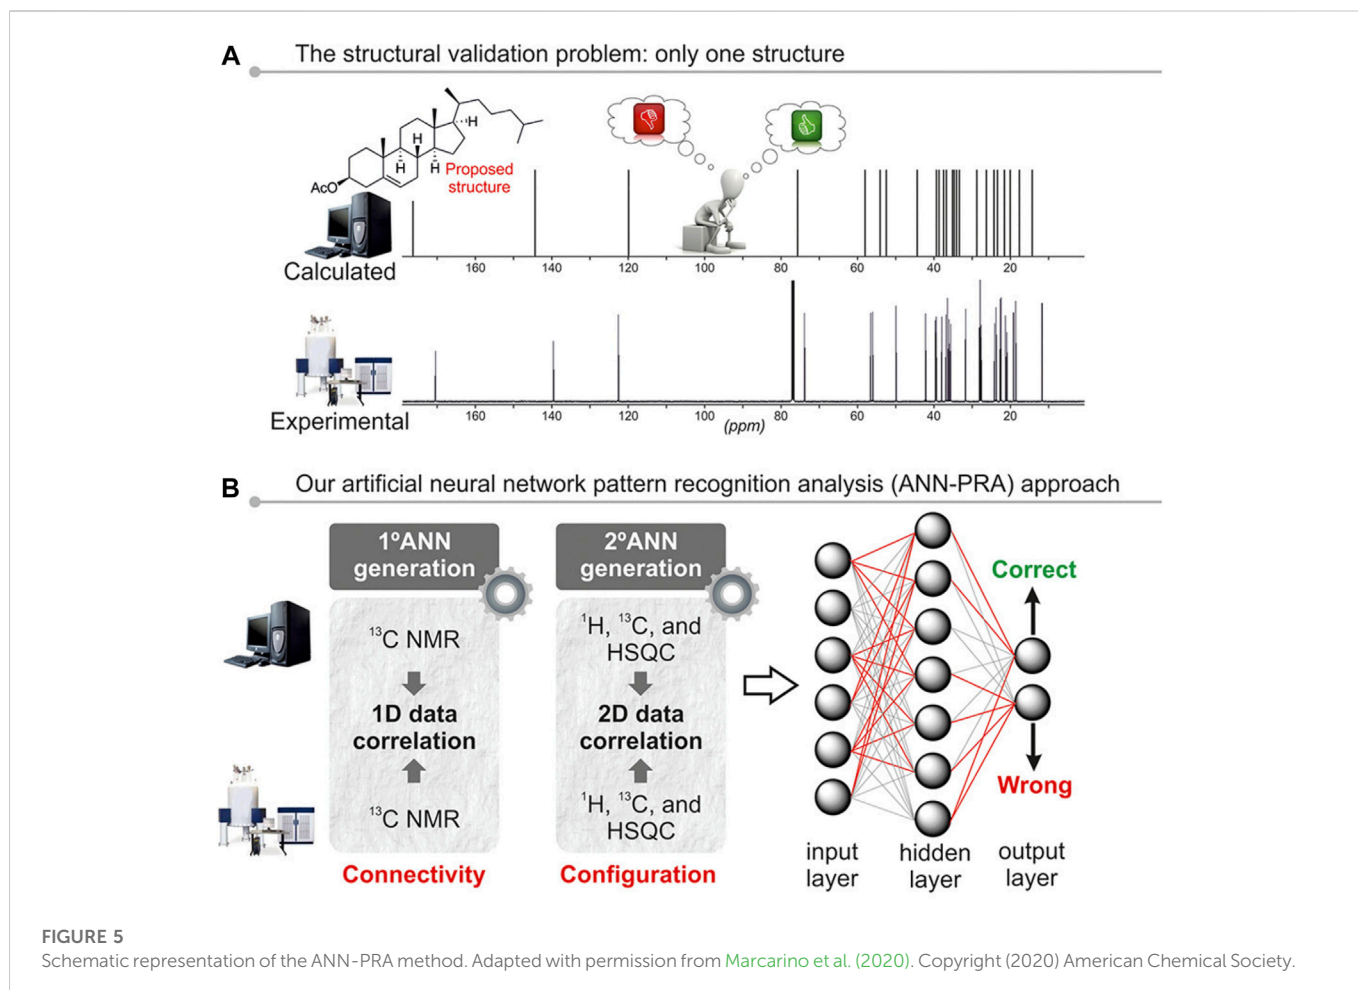 A The structural validation problem: only one structure
H
H
H
H
AcO
Proposed
structure
Calculated
160 140 120 100 80 60 40 20
Experimental
160 140 120 100 80 60 40 20
(ppm)
B Our artificial neural network pattern recognition analysis (ANN-PRA) approach
1ºANN
generation
13C NMR
1D data
correlation
13C NMR
Connectivity
2ºANN
generation
1H, 13C, and
HSQC
2D data
correlation
1H, 13C, and
HSQC
Configuration
Correct
Wrong
input
layer
hidden
layer
output
layer
FIGURE 5
Schematic representation of the ANN-PRA method. Adapted with permission from Marcarino et al. (2020). Copyright (2020) American Chemical Society.